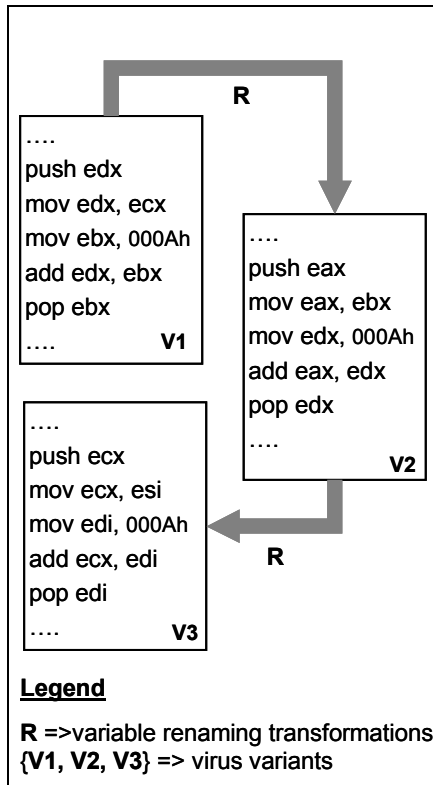 R
....
push edx
mov edx, ecx
mov ebx, 000Ah
add edx, ebx
pop ebx
....
V1
....
push eax
mov eax, ebx
mov edx, 000Ah
add eax, edx
pop edx
....
V2
....
push ecx
mov ecx, esi
mov edi, 000Ah
add ecx, edi
pop edi
....
V3
R
Legend
R =>variable renaming transformations
{V1, V2, V3} => virus variants